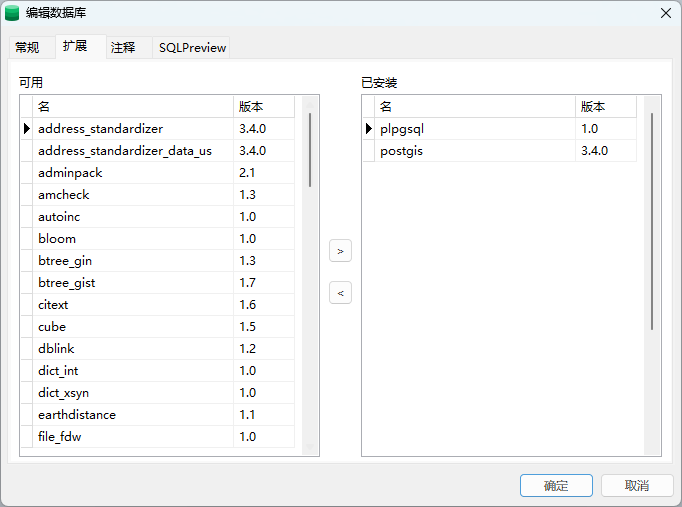 编辑数据库
常规 扩展 注释 SQLPreview
可用
名 版本
address_standardizer 3.4.0
address_standardizer_data_us 3.4.0
adminpack 2.1
amcheck 1.3
autoinc 1.0
bloom 1.0
btree_gin 1.3
btree_gist 1.7
citext 1.6
cube 1.5
dblink 1.2
dict_int 1.0
dict_xsyn 1.0
earthdistance 1.1
file_fdw 1.0
>
<
已安装
名 版本
plpgsql 1.0
postgis 3.4.0
确定 取消